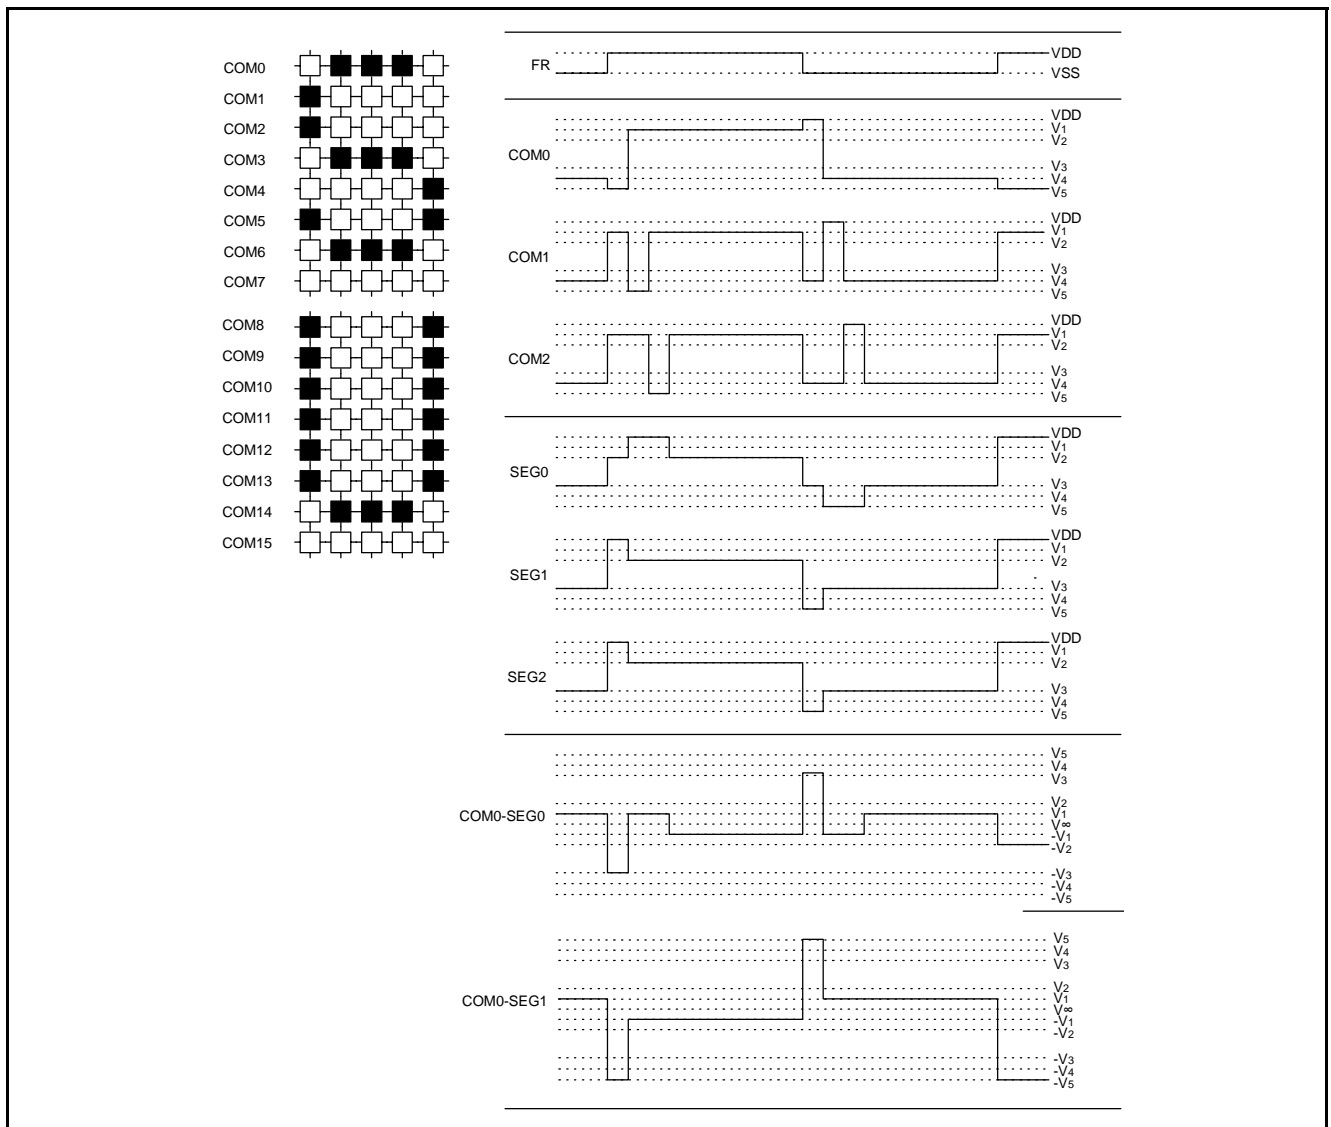 COM0
COM1
COM2
COM3
COM4
COM5
COM6
COM7
COM8
COM9
COM10
COM11
COM12
COM13
COM14
COM15
FR
VDD
VSS
COM0
VDD
V1
V2
V3
V4
V5
COM1
VDD
V1
V2
V3
V4
V5
COM2
VDD
V1
V2
V3
V4
V5
SEG0
VDD
V1
V2
V3
V4
V5
SEG1
VDD
V1
V2
V3
V4
V5
SEG2
VDD
V1
V2
V3
V4
V5
COM0-SEG0
V5
V4
V3
V2
V1
V∞
-V1
-V2
-V3
-V4
-V5
COM0-SEG1
V5
V4
V3
V2
V1
V∞
-V1
-V2
-V3
-V4
-V5